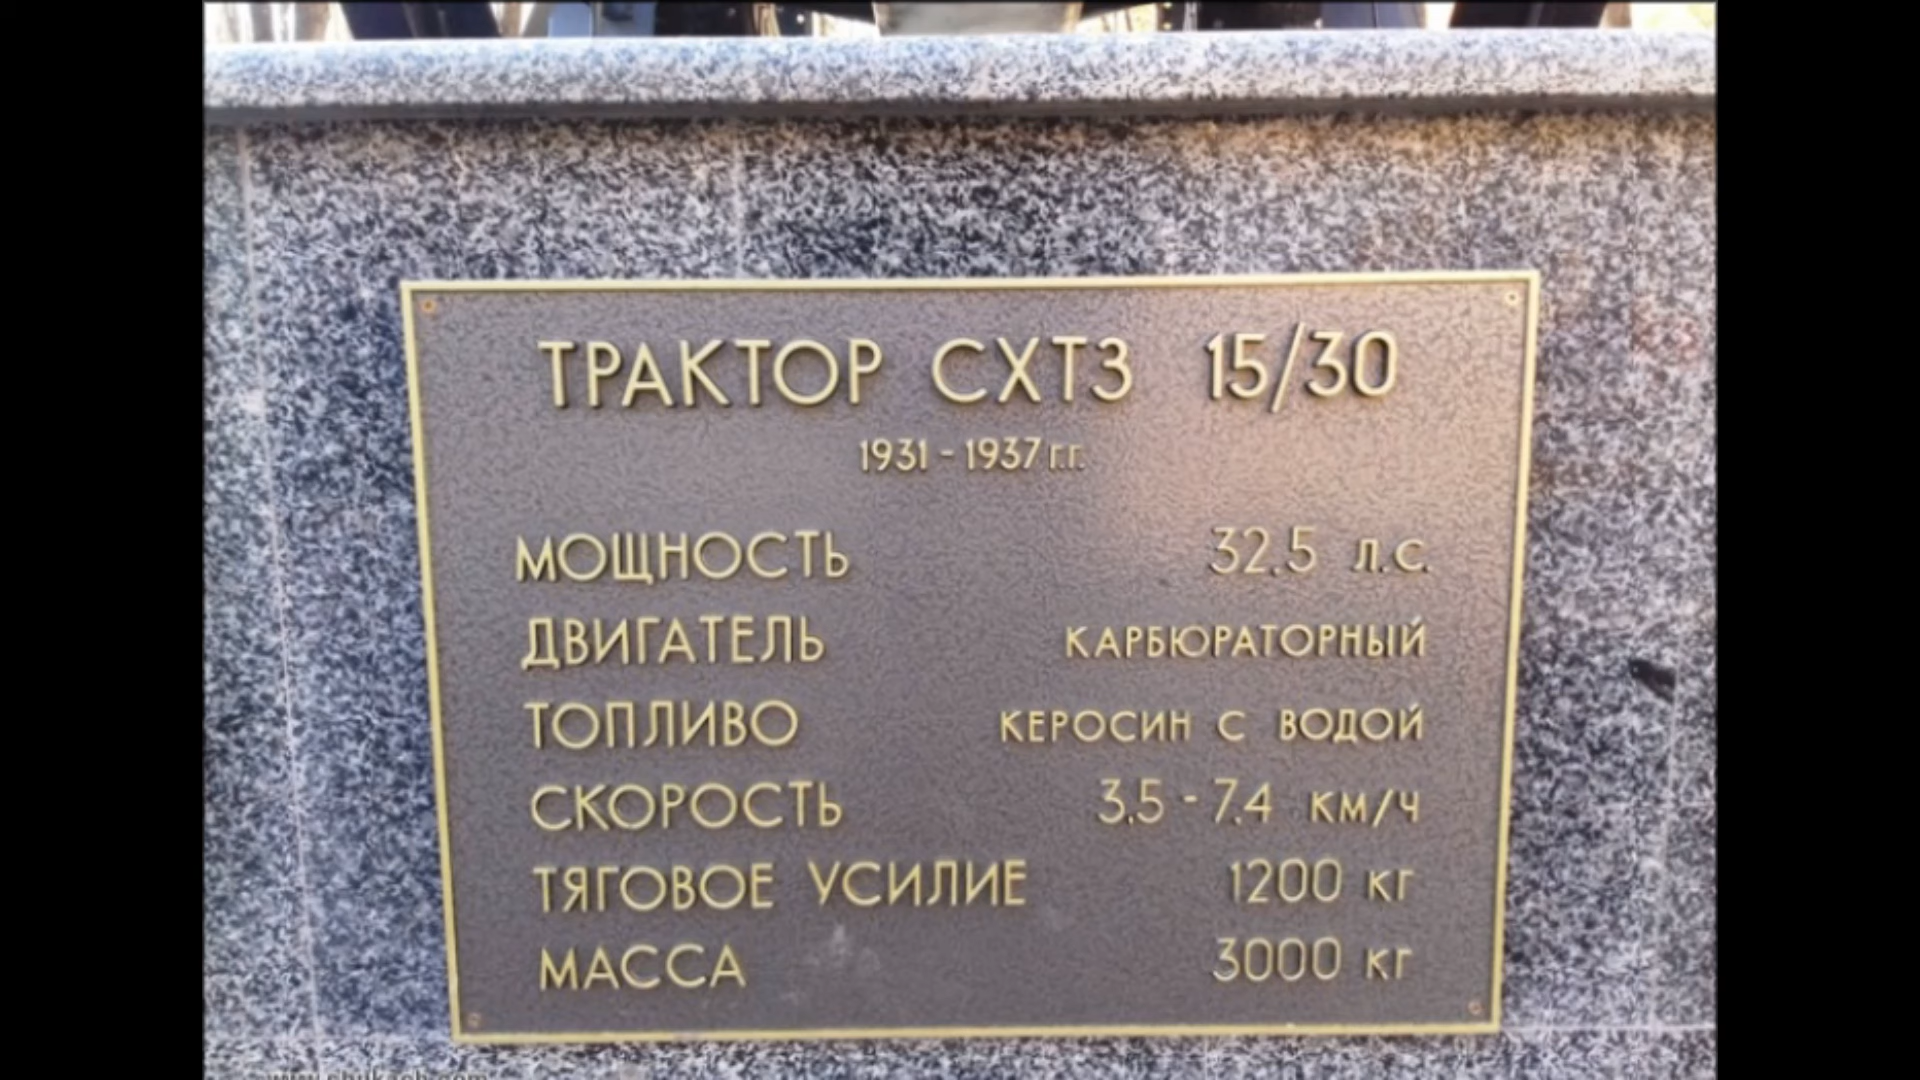 ТРАКТОР СХТЗ 15/30
1931 - 1937 г.г.
МОЩНОСТЬ 32,5 л.с.
ДВИГАТЕЛЬ КАРБЮРАТОРНЫЙ
ТОПЛИВО КЕРОСИН С ВОДОЙ
СКОРОСТЬ 3,5 - 7,4 КМ/Ч
ТЯГОВОЕ УСИЛИЕ 1200 КГ
МАССА 3000 КГ